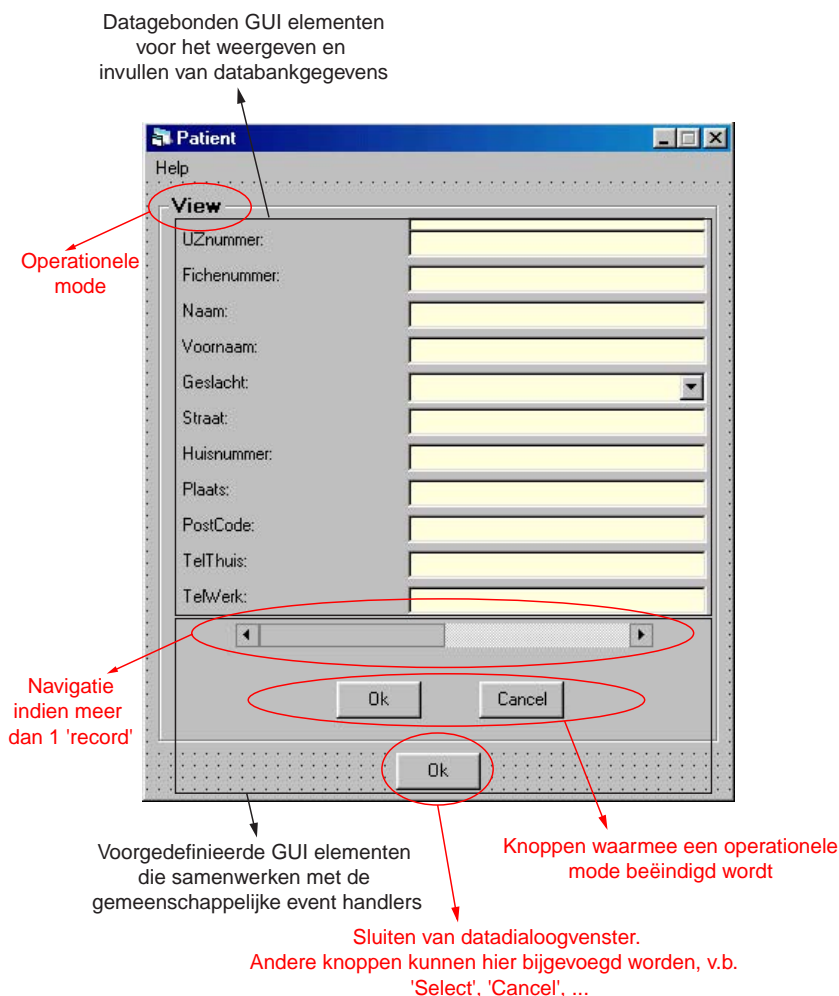 Datagebonden GUI elementen
voor het weergeven en
invullen van databankgegevens
Patient
Help
View
UZnummer:
Operationele
mode
Fichenummer:
Naam:
Voornaam:
Geslacht:
Straat:
Huisnummer:
Plaats:
PostCode:
TelThuis:
TelWerk:
Navigatie
indien meer
dan 1 'record'
Ok Cancel
Ok
Voorgedefinieerde GUI elementen
die samenwerken met de
gemeenschappelijke event handlers
Knoppen waarmee een operationele
mode beëindigd wordt
Sluiten van datadialoogvenster.
Andere knoppen kunnen hier bijgevoegd worden, v.b.
'Select', 'Cancel', ...